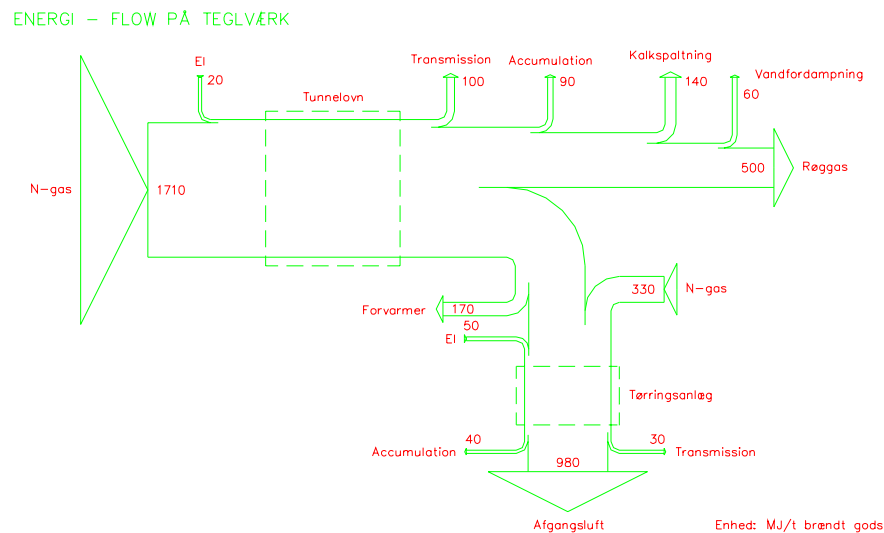 ENERGI – FLOW PÅ TEGLVÆRK
El
20
Tunnelovn
Transmission
100
Accumulation
90
Kalkspaltning
140
Vandfordampning
60
N-gas
1710
500
Røggas
330
N-gas
Forvarmer
170
50
El
Tørringsanlæg
Accumulation
40
30
Transmission
980
Afgangsluft
Enhed: MJ/t brændt gods